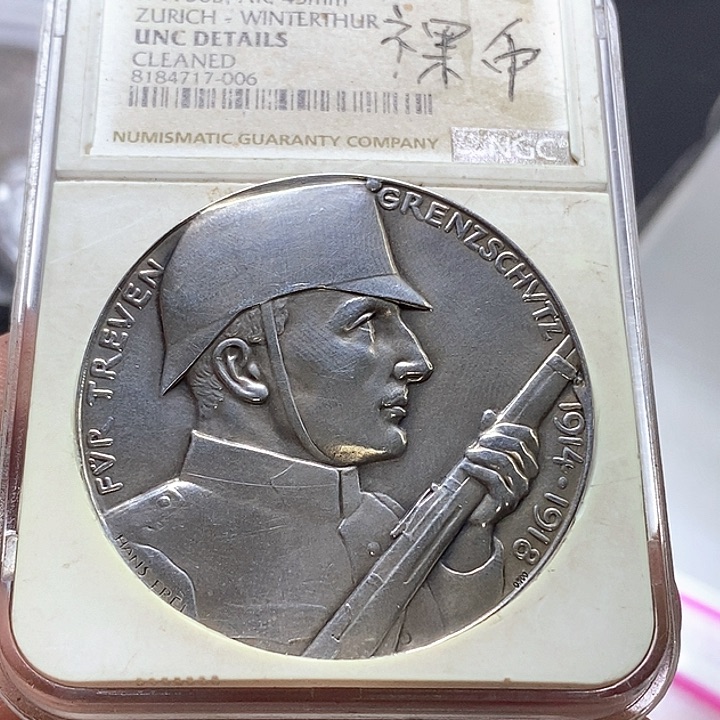 45mm
ZURICH - WINTERTHUR
UNC DETAILS
CLEANED
8184717-006
裸币
NUMISMATIC GUARANTY COMPANY
NGC
FVR TREVEN
GRENZSCHVTZ
1914·1918
HANS FREI